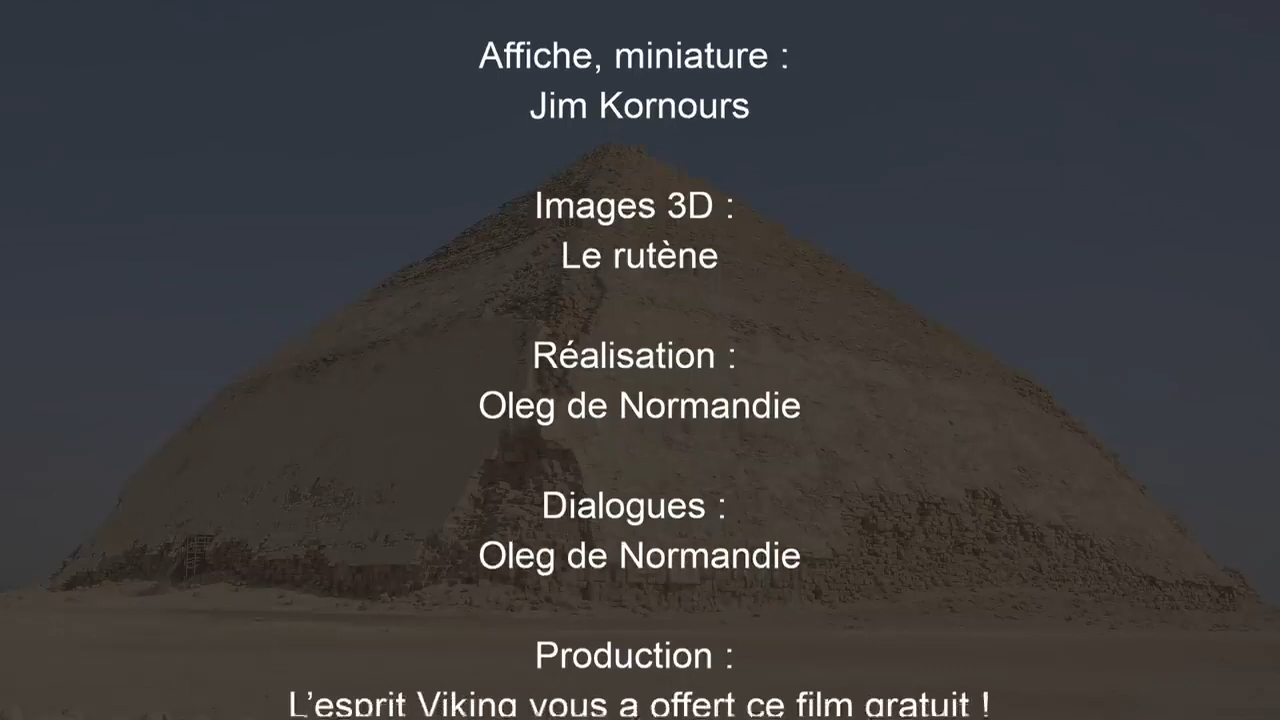 Affiche, miniature :
Jim Kornours
Images 3D :
Le rutène
Réalisation :
Oleg de Normandie
Dialogues :
Oleg de Normandie
Production :
L’esprit Viking vous a offert ce film gratuit !